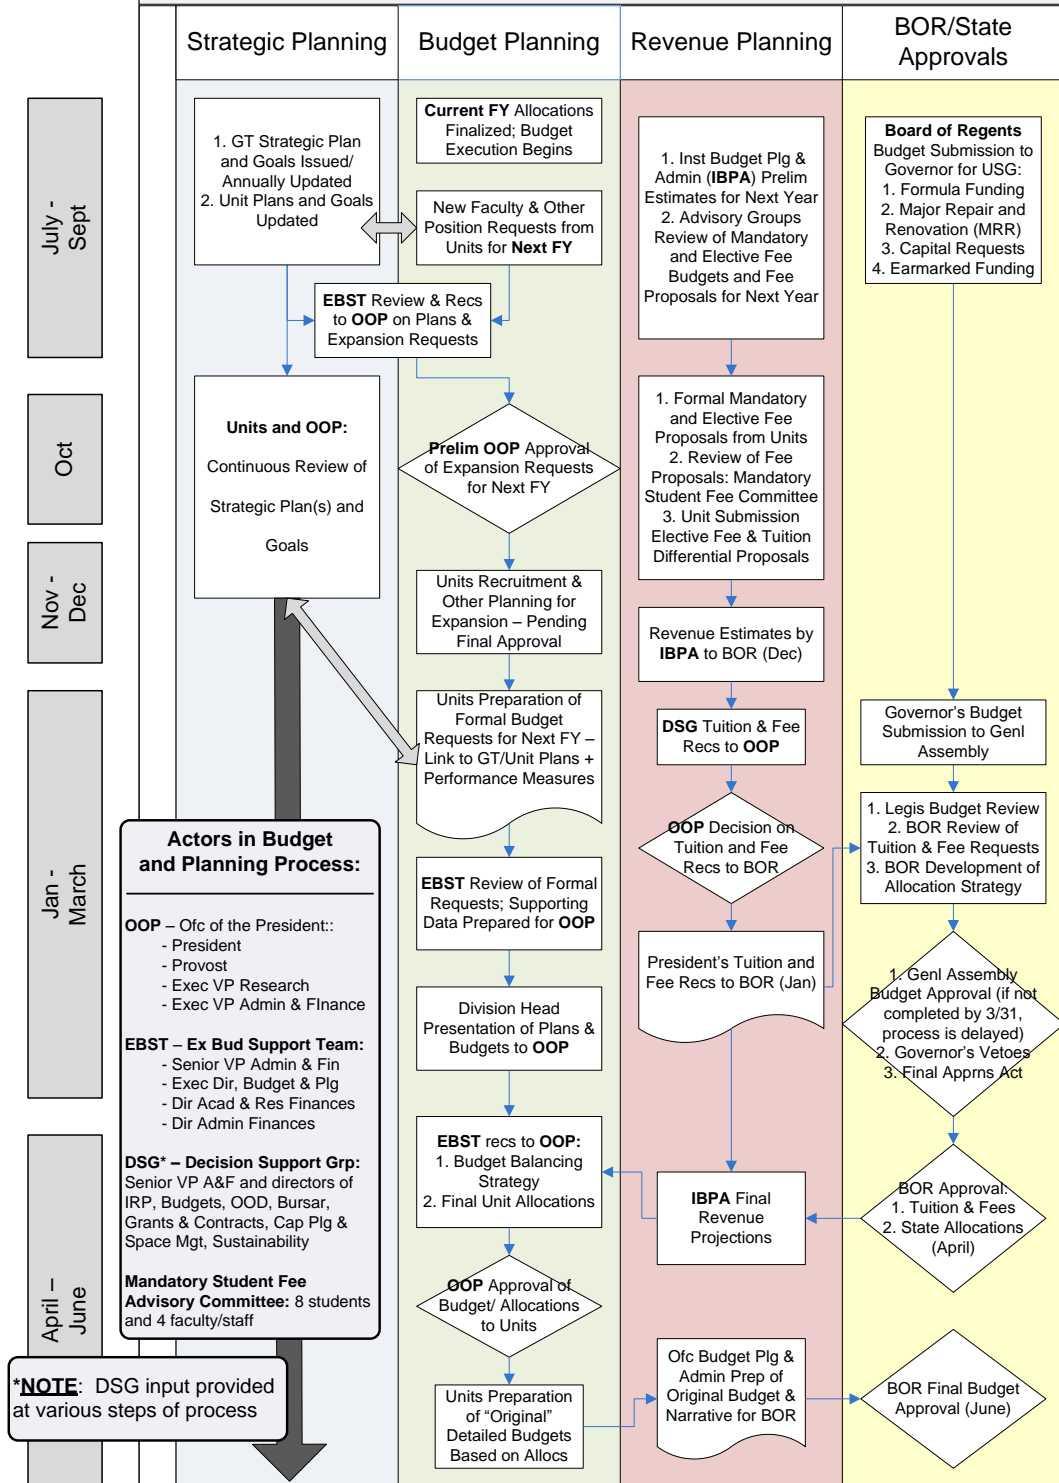 Strategic Planning
Budget Planning
Revenue Planning
BOR/State
Approvals
July -
Sept
Oct
Nov -
Dec
Jan -
March
April –
June
1. GT Strategic Plan
and Goals Issued/
Annually Updated
2. Unit Plans and Goals
Updated
Units and OOP:
Continuous Review of
Strategic Plan(s) and
Goals
Current FY Allocations
Finalized; Budget
Execution Begins
New Faculty & Other
Position Requests from
Units for Next FY
EBST Review & Recs
to OOP on Plans &
Expansion Requests
Prelim OOP Approval
of Expansion Requests
for Next FY
Units Recruitment &
Other Planning for
Expansion – Pending
Final Approval
Units Preparation of
Formal Budget
Requests for Next FY –
Link to GT/Unit Plans +
Performance Measures
EBST Review of Formal
Requests; Supporting
Data Prepared for OOP
Division Head
Presentation of Plans &
Budgets to OOP
EBST recs to OOP:
1. Budget Balancing
Strategy
2. Final Unit Allocations
OOP Approval of
Budget/ Allocations
to Units
Units Preparation
of “Original”
Detailed Budgets
Based on Allocs
1. Inst Budget Plg &
Admin (IBPA) Prelim
Estimates for Next Year
2. Advisory Groups
Review of Mandatory
and Elective Fee
Budgets and Fee
Proposals for Next Year
1. Formal Mandatory
and Elective Fee
Proposals from Units
2. Review of Fee
Proposals: Mandatory
Student Fee Committee
3. Unit Submission
Elective Fee & Tuition
Differential Proposals
Revenue Estimates by
IBPA to BOR (Dec)
DSG Tuition & Fee
Recs to OOP
OOP Decision on
Tuition and Fee
Recs to BOR
President’s Tuition and
Fee Recs to BOR (Jan)
IBPA Final
Revenue
Projections
Ofc Budget Plg &
Admin Prep of
Original Budget &
Narrative for BOR
Board of Regents
Budget Submission to
Governor for USG:
1. Formula Funding
2. Major Repair and
Renovation (MRR)
3. Capital Requests
4. Earmarked Funding
Governor’s Budget
Submission to Genl
Assembly
1. Legis Budget Review
2. BOR Review of
Tuition & Fee Requests
3. BOR Development of
Allocation Strategy
1. Genl Assembly
Budget Approval (if not
completed by 3/31,
process is delayed)
2. Governor’s Vetoes
3. Final Apprns Act
BOR Approval:
1. Tuition & Fees
2. State Allocations
(April)
BOR Final Budget
Approval (June)
Actors in Budget
and Planning Process:
OOP – Ofc of the President::
- President
- Provost
- Exec VP Research
- Exec VP Admin & FInance
EBST – Ex Bud Support Team:
- Senior VP Admin & Fin
- Exec Dir, Budget & Plg
- Dir Acad & Res Finances
- Dir Admin Finances
DSG* – Decision Support Grp:
Senior VP A&F and directors of
IRP, Budgets, OOD, Bursar,
Grants & Contracts, Cap Plg &
Space Mgt, Sustainability
Mandatory Student Fee
Advisory Committee: 8 students
and 4 faculty/staff
*NOTE: DSG input provided
at various steps of process